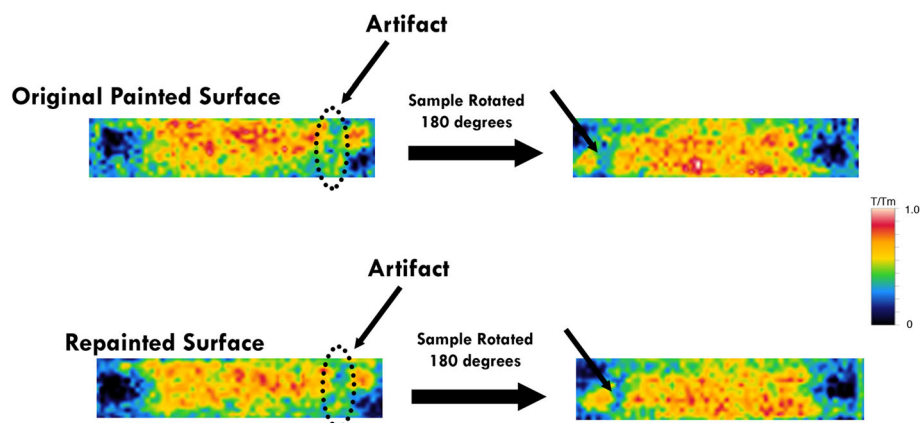 Artifact
Original Painted Surface
Sample Rotated
180 degrees
T/Tm
1.0
0
Artifact
Repainted Surface
Sample Rotated
180 degrees